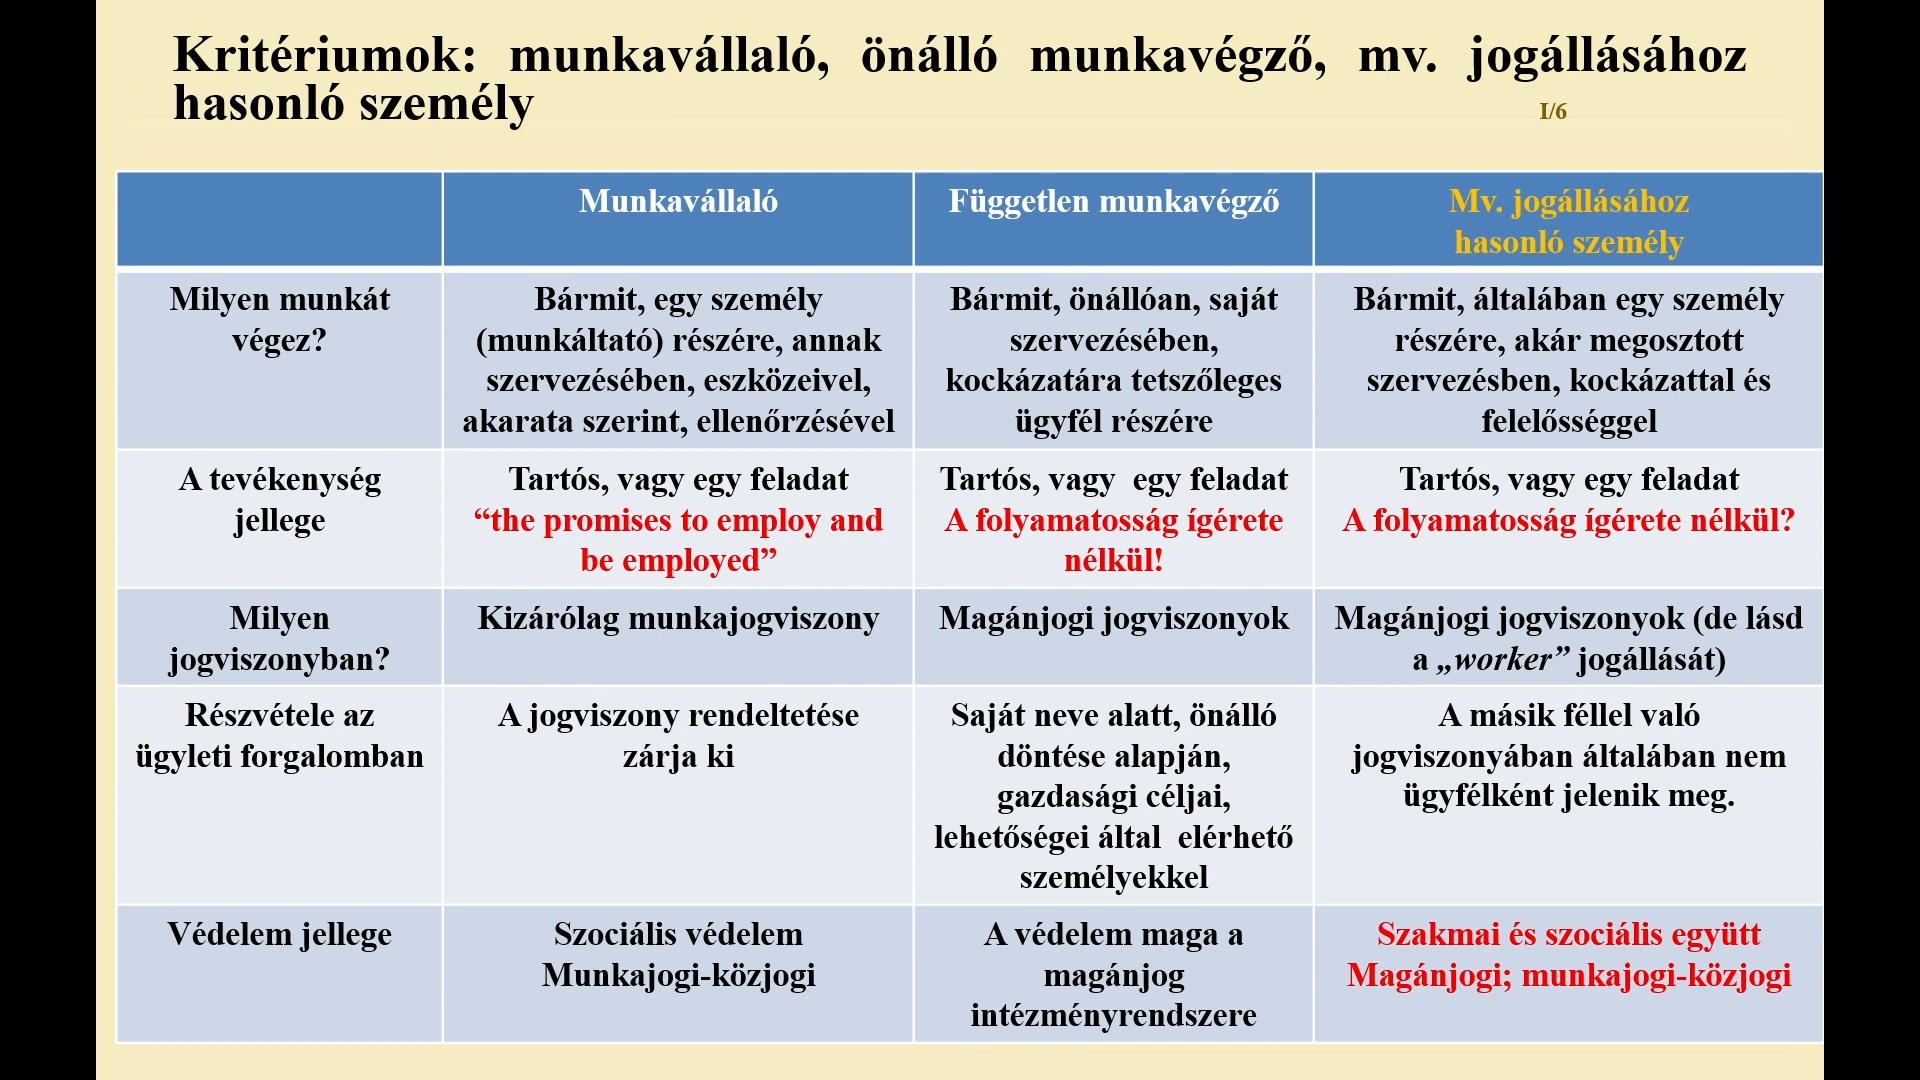 Kritériumok: munkavállaló, önálló munkavégző, mv. jogállásához
hasonló személy
I/6
Munkavállaló
Független munkavégző
Mv. jogállásához
hasonló személy
Milyen munkát
végez?
Bármit, egy személy
(munkáltató) részére, annak
szervezésében, eszközeivel,
akarata szerint, ellenőrzésével
Bármit, önállóan, saját
szervezésében,
kockázatára tetszőleges
ügyfél részére
Bármit, általában egy személy
részére, akár megosztott
szervezésben, kockázattal és
felelősséggel
A tevékenység
jellege
Tartós, vagy egy feladat
“the promises to employ and
be employed”
Tartós, vagy egy feladat
A folyamatosság ígérete
nélkül!
Tartós, vagy egy feladat
A folyamatosság ígérete nélkül?
Milyen
jogviszonyban?
Kizárólag munkajogviszony
Magánjogi jogviszonyok
Magánjogi jogviszonyok (de lásd
a „worker” jogállását)
Részvétele az
ügyleti forgalomban
A jogviszony rendeltetése
zárja ki
Saját neve alatt, önálló
döntése alapján,
gazdasági céljai,
lehetőségei által elérhető
személyekkel
A másik féllel való
jogviszonyában általában nem
ügyfélként jelenik meg.
Védelem jellege
Szociális védelem
Munkajogi-közjogi
A védelem maga a
magánjog
intézményrendszere
Szakmai és szociális együtt
Magánjogi; munkajogi-közjogi